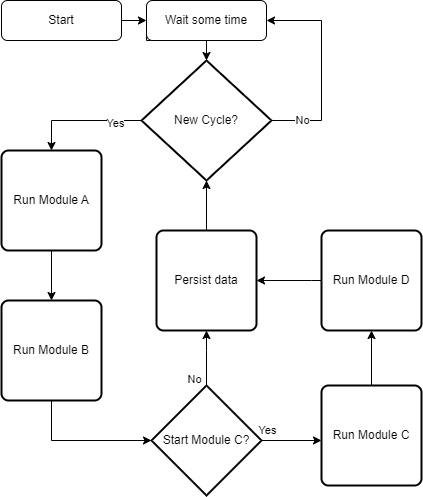 Start
Wait some time
New Cycle?
Yes
No
Run Module A
Persist data
Run Module D
Run Module B
No
Start Module C?
Yes
Run Module C